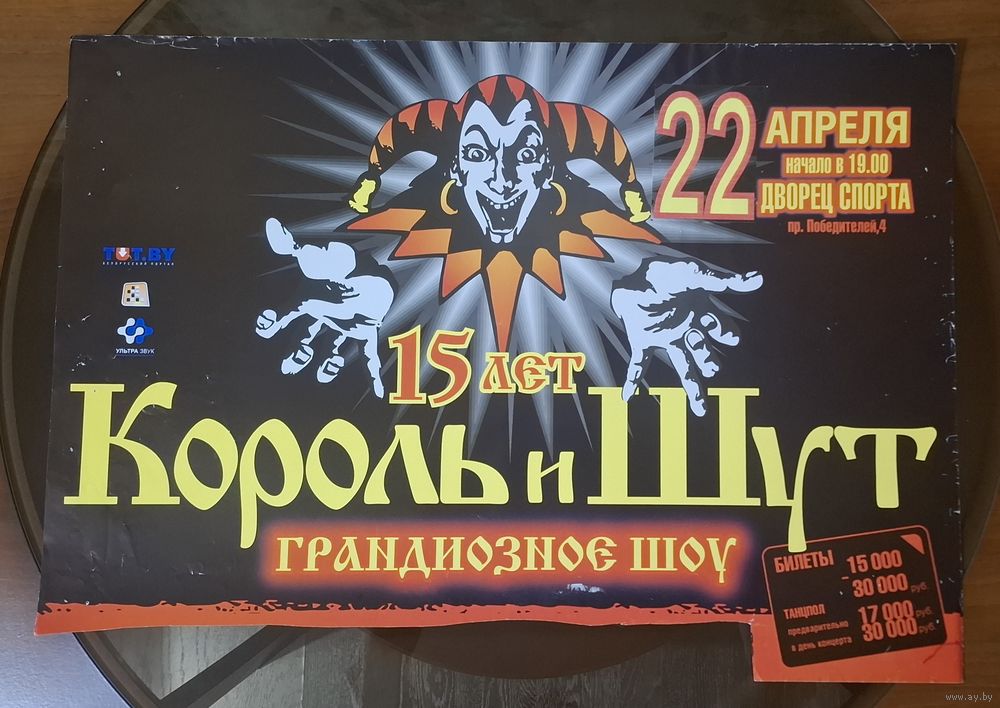 22 АПРЕЛЯ
начало в 19.00
ДВОРЕЦ СПОРТА
пр. Победителей,4
TUT.BY
БЕЛОРУССКИЙ ПОРТАЛ
УЛЬТРА ЗВУК
15 лет
Король и Шут
ГРАНДИОЗНОЕ ШОУ
БИЛЕТЫ 15 000
- 30 000 руб.
ТАНЦПОЛ
предварительно 17 000 руб.
в день концерта 30 000 руб.
www.ay.by